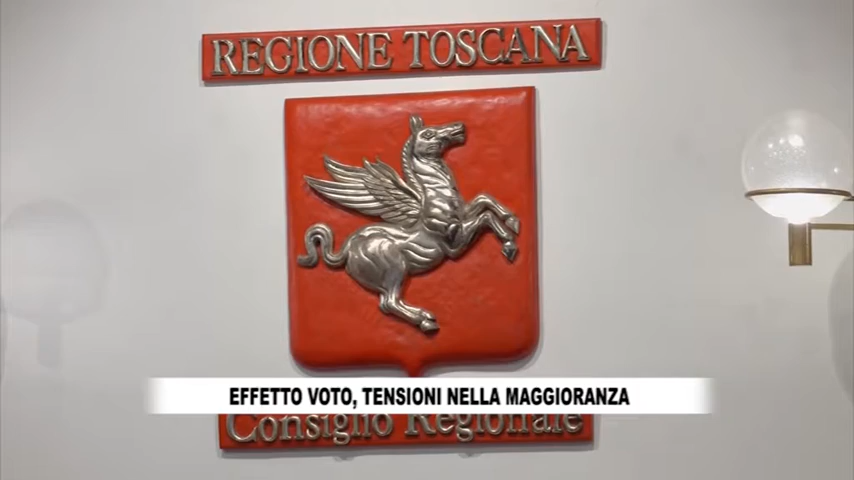 REGIONE TOSCANA
EFFETTO VOTO, TENSIONI NELLA MAGGIORANZA
Consiglio Regionale